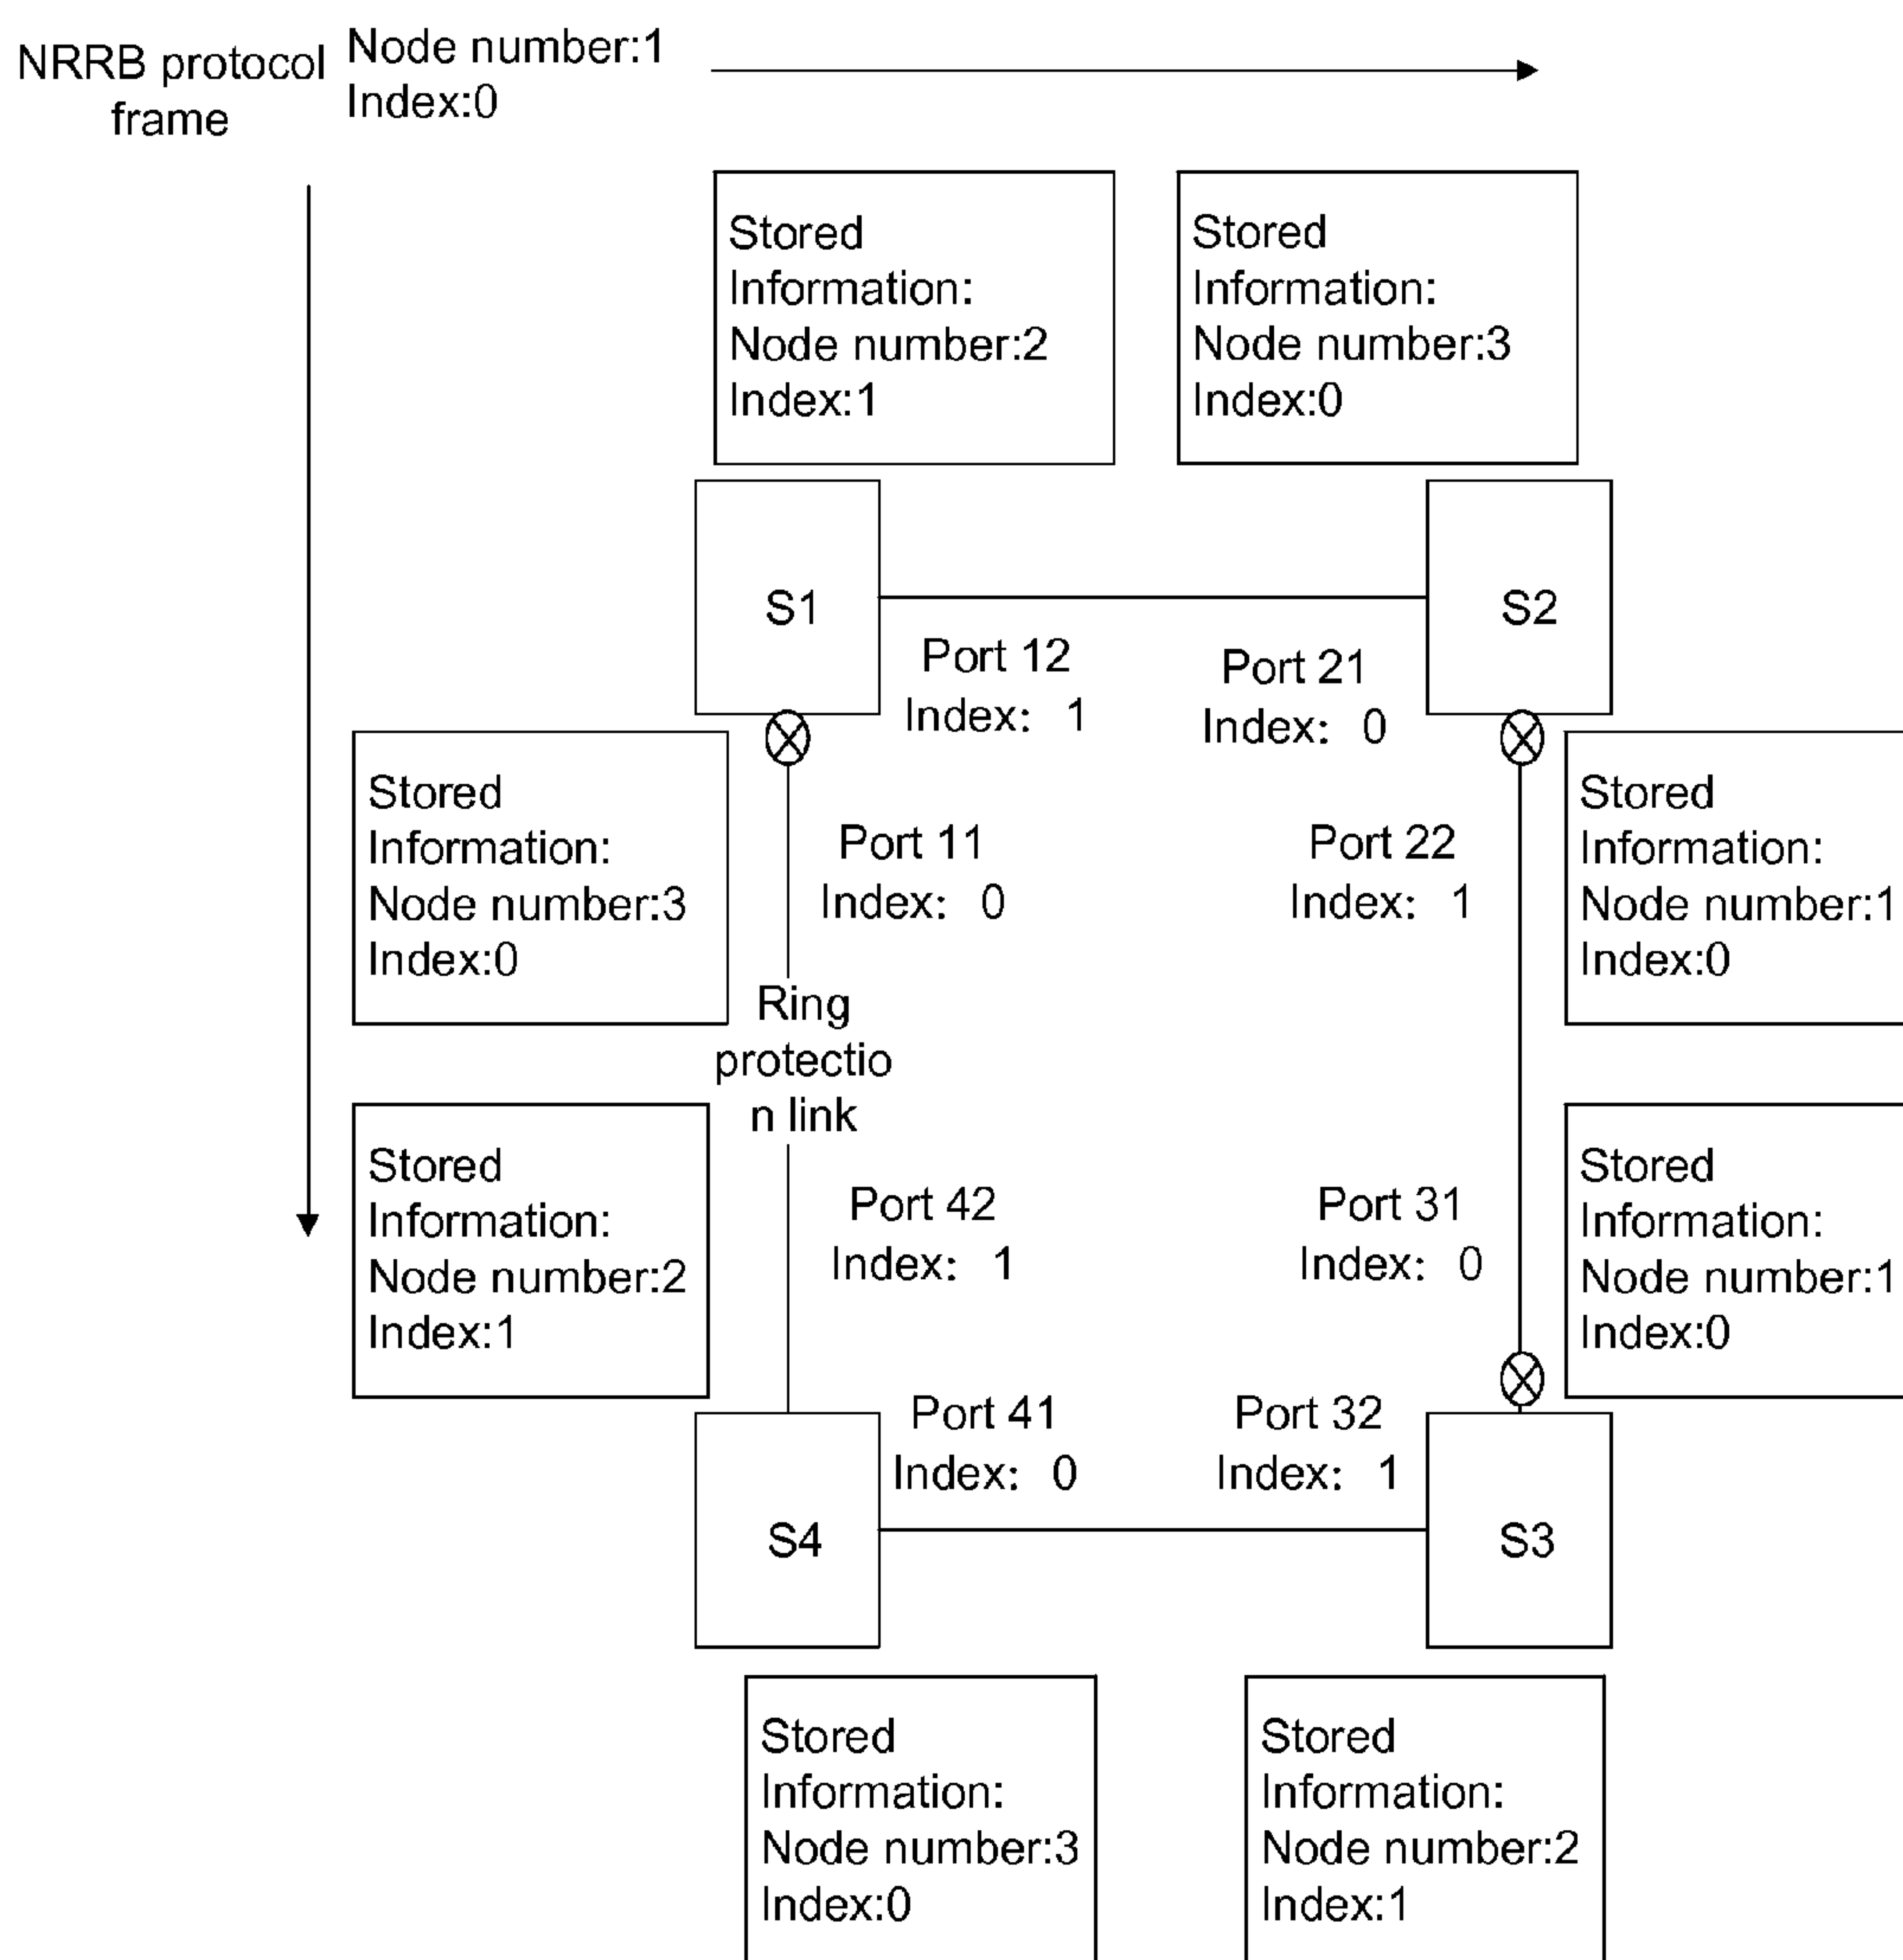 NRRB protocol
frame
Node number:1
Index:0
Stored
Information:
Node number:2
Index:1
Stored
Information:
Node number:3
Index:0
S1
S2
Port 12
Index: 1
Port 21
Index: 0
Stored
Information:
Node number:3
Index:0
Port 11
Index: 0
Port 22
Index: 1
Stored
Information:
Node number:1
Index:0
Ring
protectio
n link
Stored
Information:
Node number:2
Index:1
Port 42
Index: 1
Port 31
Index: 0
Stored
Information:
Node number:1
Index:0
Port 41
Index: 0
Port 32
Index: 1
S4
S3
Stored
Information:
Node number:3
Index:0
Stored
Information:
Node number:2
Index:1